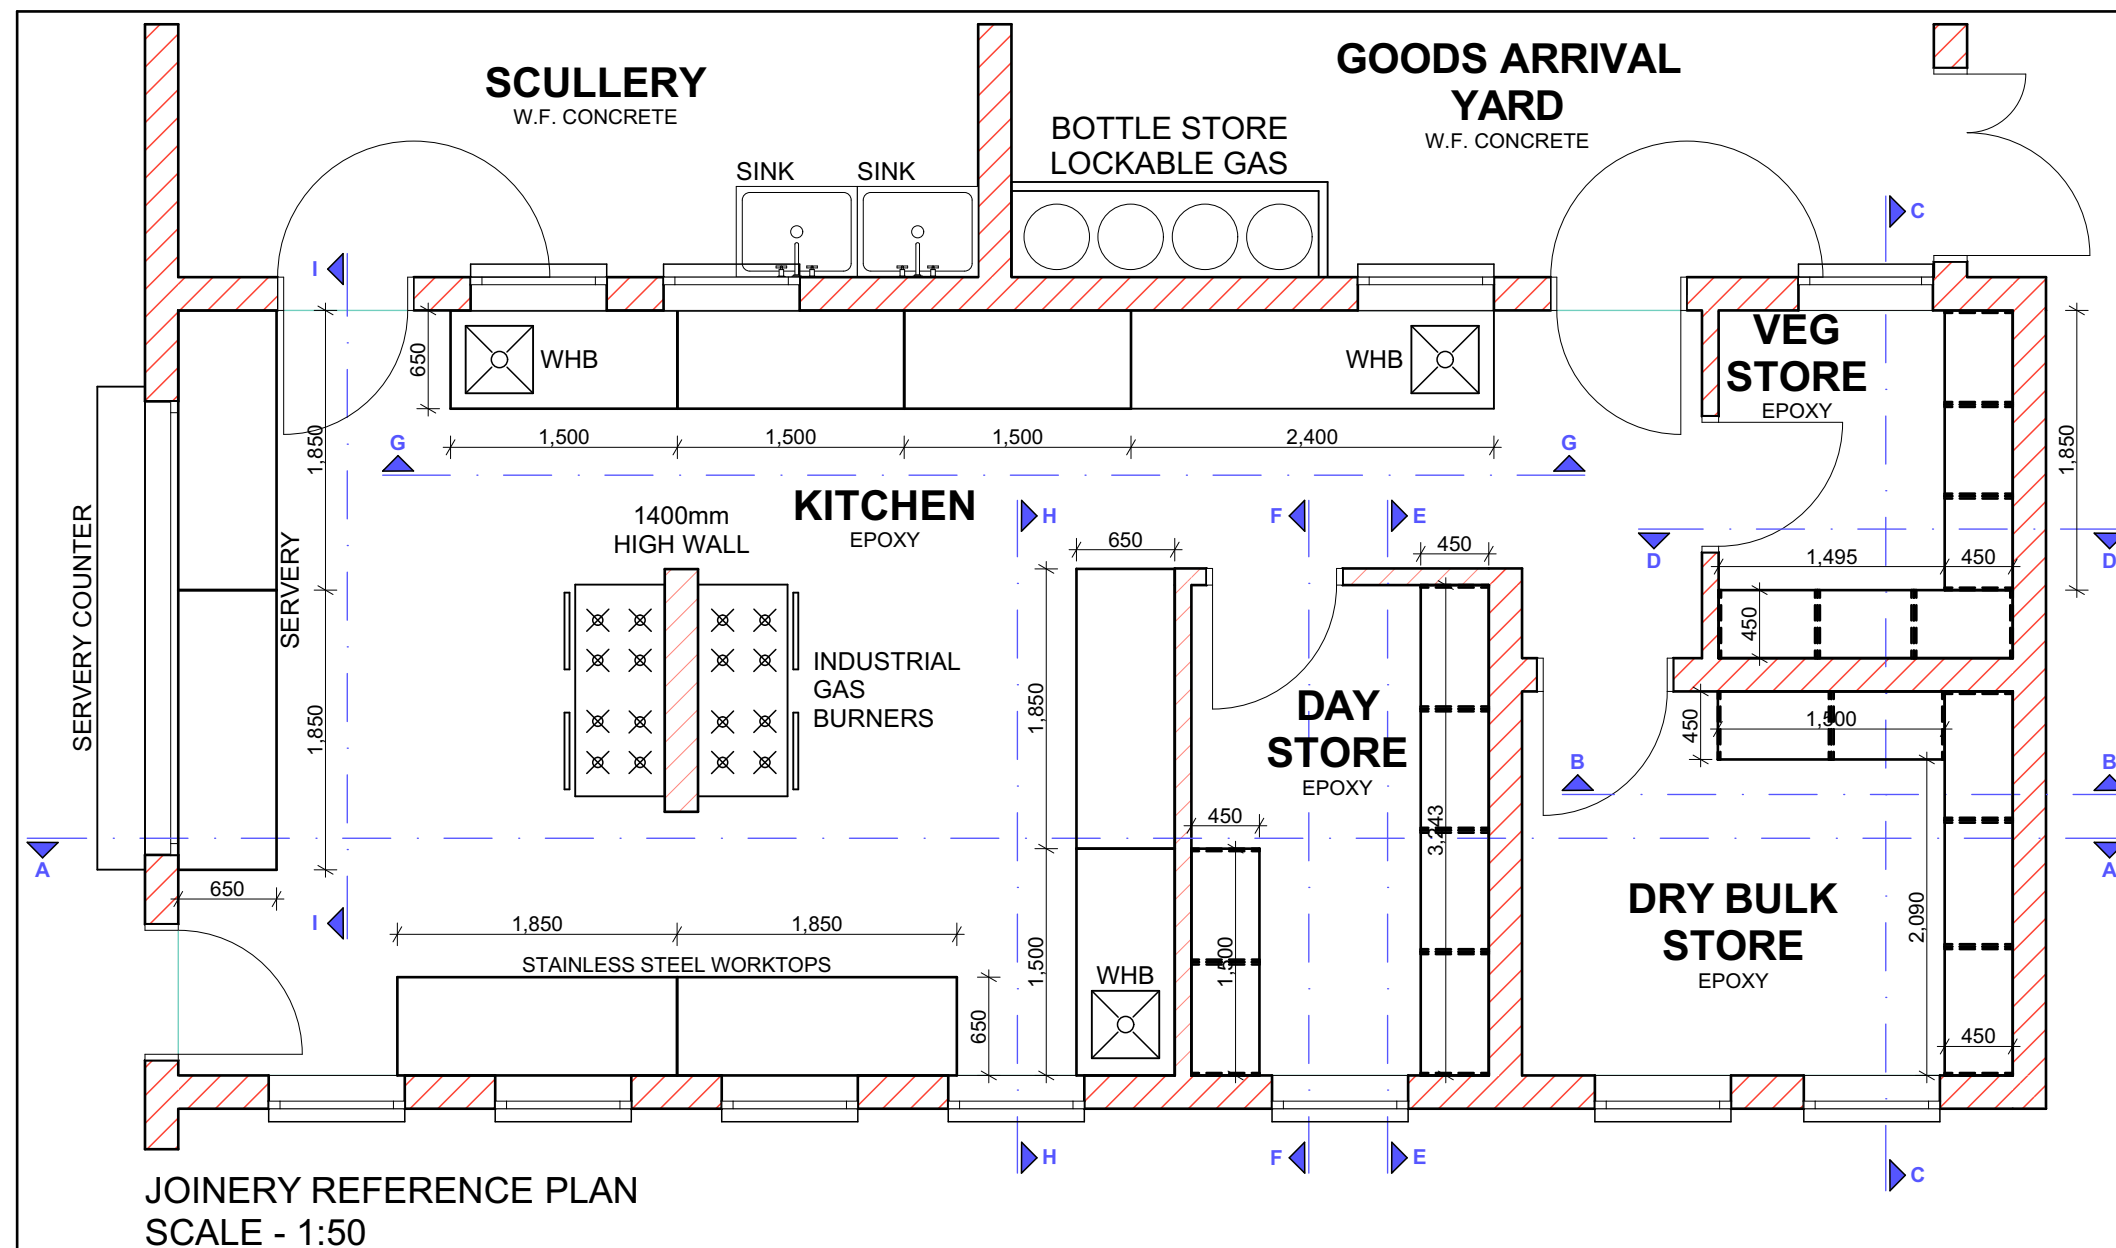 SCULLERY
W.F. CONCRETE
GOODS ARRIVAL
YARD
W.F. CONCRETE
BOTTLE STORE
LOCKABLE GAS
SINK
SINK
C
I
WHB
WHB
650
VEG
STORE
EPOXY
1,850
1,850
G
1,500
1,500
1,500
2,400
G
KITCHEN
EPOXY
1400mm
HIGH WALL
H
F
E
650
450
D
D
1,495
450
450
SERVERY COUNTER
SERVERY
INDUSTRIAL
GAS
BURNERS
1,850
1,850
DAY
STORE
EPOXY
450
1,500
B
B
450
3,243
A
A
650
I
1,850
1,850
STAINLESS STEEL WORKTOPS
650
1,500
WHB
1,500
DRY BULK
STORE
EPOXY
2,090
450
H
F
E
C
JOINERY REFERENCE PLAN
SCALE - 1:50